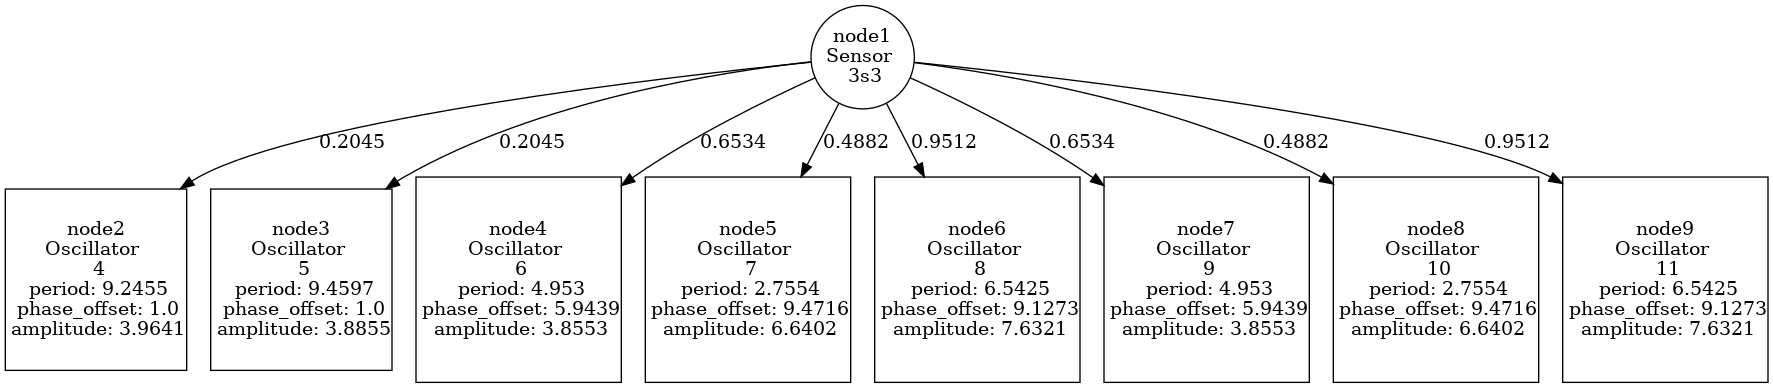 node1
Sensor
3s3
0.2045
0.2045
0.6534
0.4882
0.9512
0.6534
0.4882
0.9512
node2
Oscillator
4
period: 9.2455
phase_offset: 1.0
amplitude: 3.9641
node3
Oscillator
5
period: 9.4597
phase_offset: 1.0
amplitude: 3.8855
node4
Oscillator
6
period: 4.953
phase_offset: 5.9439
amplitude: 3.8553
node5
Oscillator
7
period: 2.7554
phase_offset: 9.4716
amplitude: 6.6402
node6
Oscillator
8
period: 6.5425
phase_offset: 9.1273
amplitude: 7.6321
node7
Oscillator
9
period: 4.953
phase_offset: 5.9439
amplitude: 3.8553
node8
Oscillator
10
period: 2.7554
phase_offset: 9.4716
amplitude: 6.6402
node9
Oscillator
11
period: 6.5425
phase_offset: 9.1273
amplitude: 7.6321